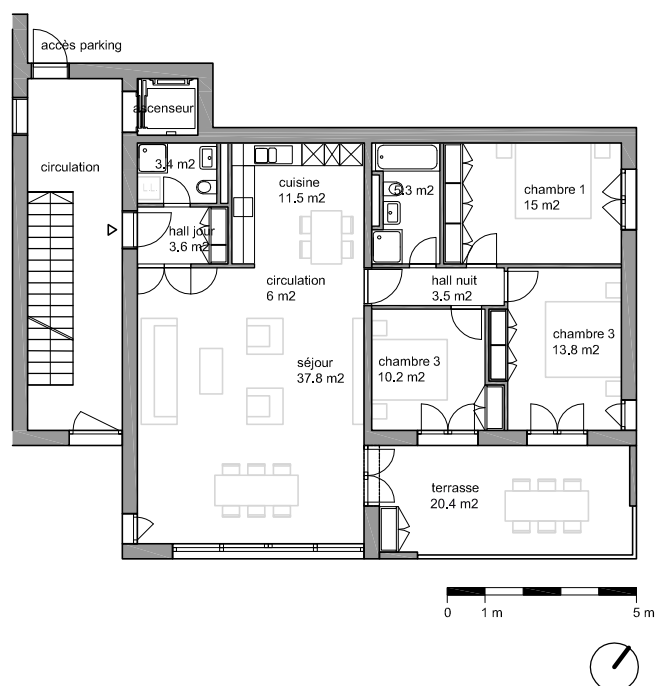 accès parking
ascenseur
circulation
3.4 m2
cuisine
11.5 m2
5.3 m2
chambre 1
15 m2
hall jour
3.6 m2
circulation
6 m2
hall nuit
3.5 m2
séjour
37.8 m2
chambre 3
10.2 m2
chambre 3
13.8 m2
terrasse
20.4 m2
0 1 m 5 m